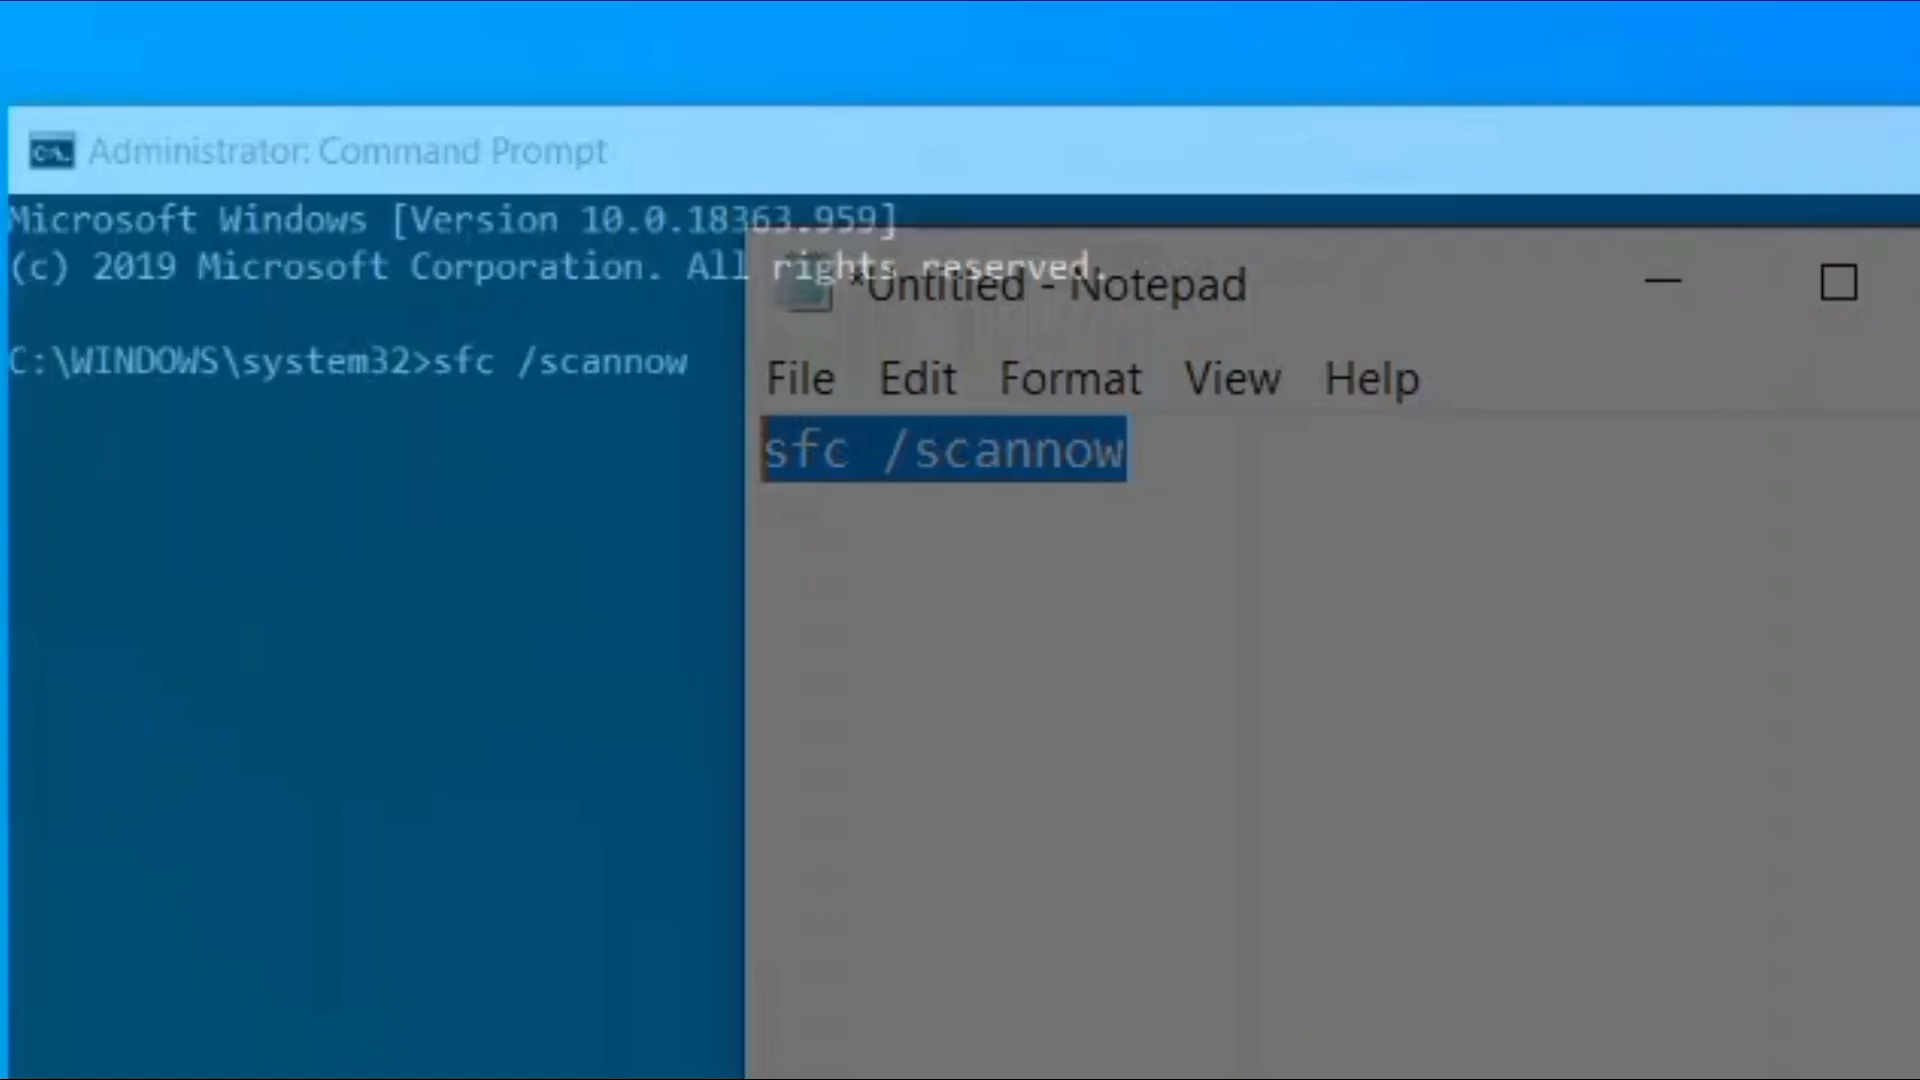 Administrator: Command Prompt
Microsoft Windows [Version 10.0.18363.959]
(c) 2019 Microsoft Corporation. All rights reserved.
C:\WINDOWS\system32>sfc /scannow
*Untitled - Notepad
File Edit Format View Help
sfc /scannow